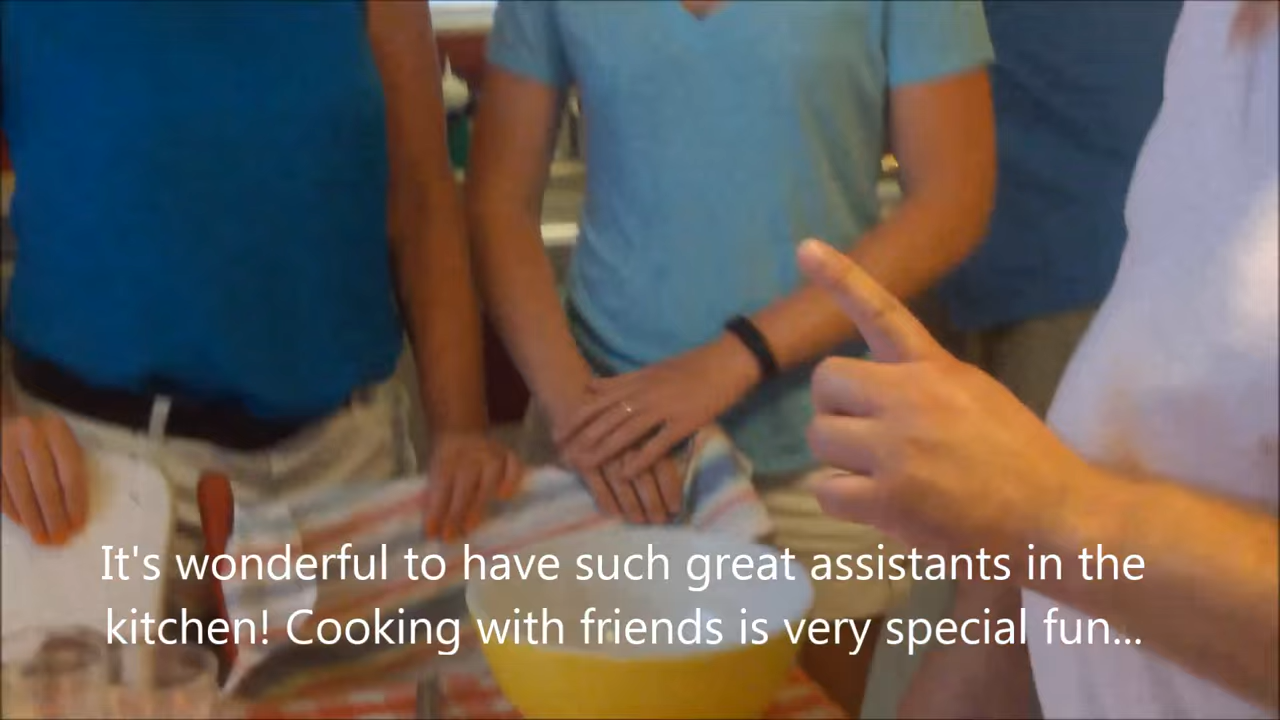 It's wonderful to have such great assistants in the
kitchen! Cooking with friends is very special fun...